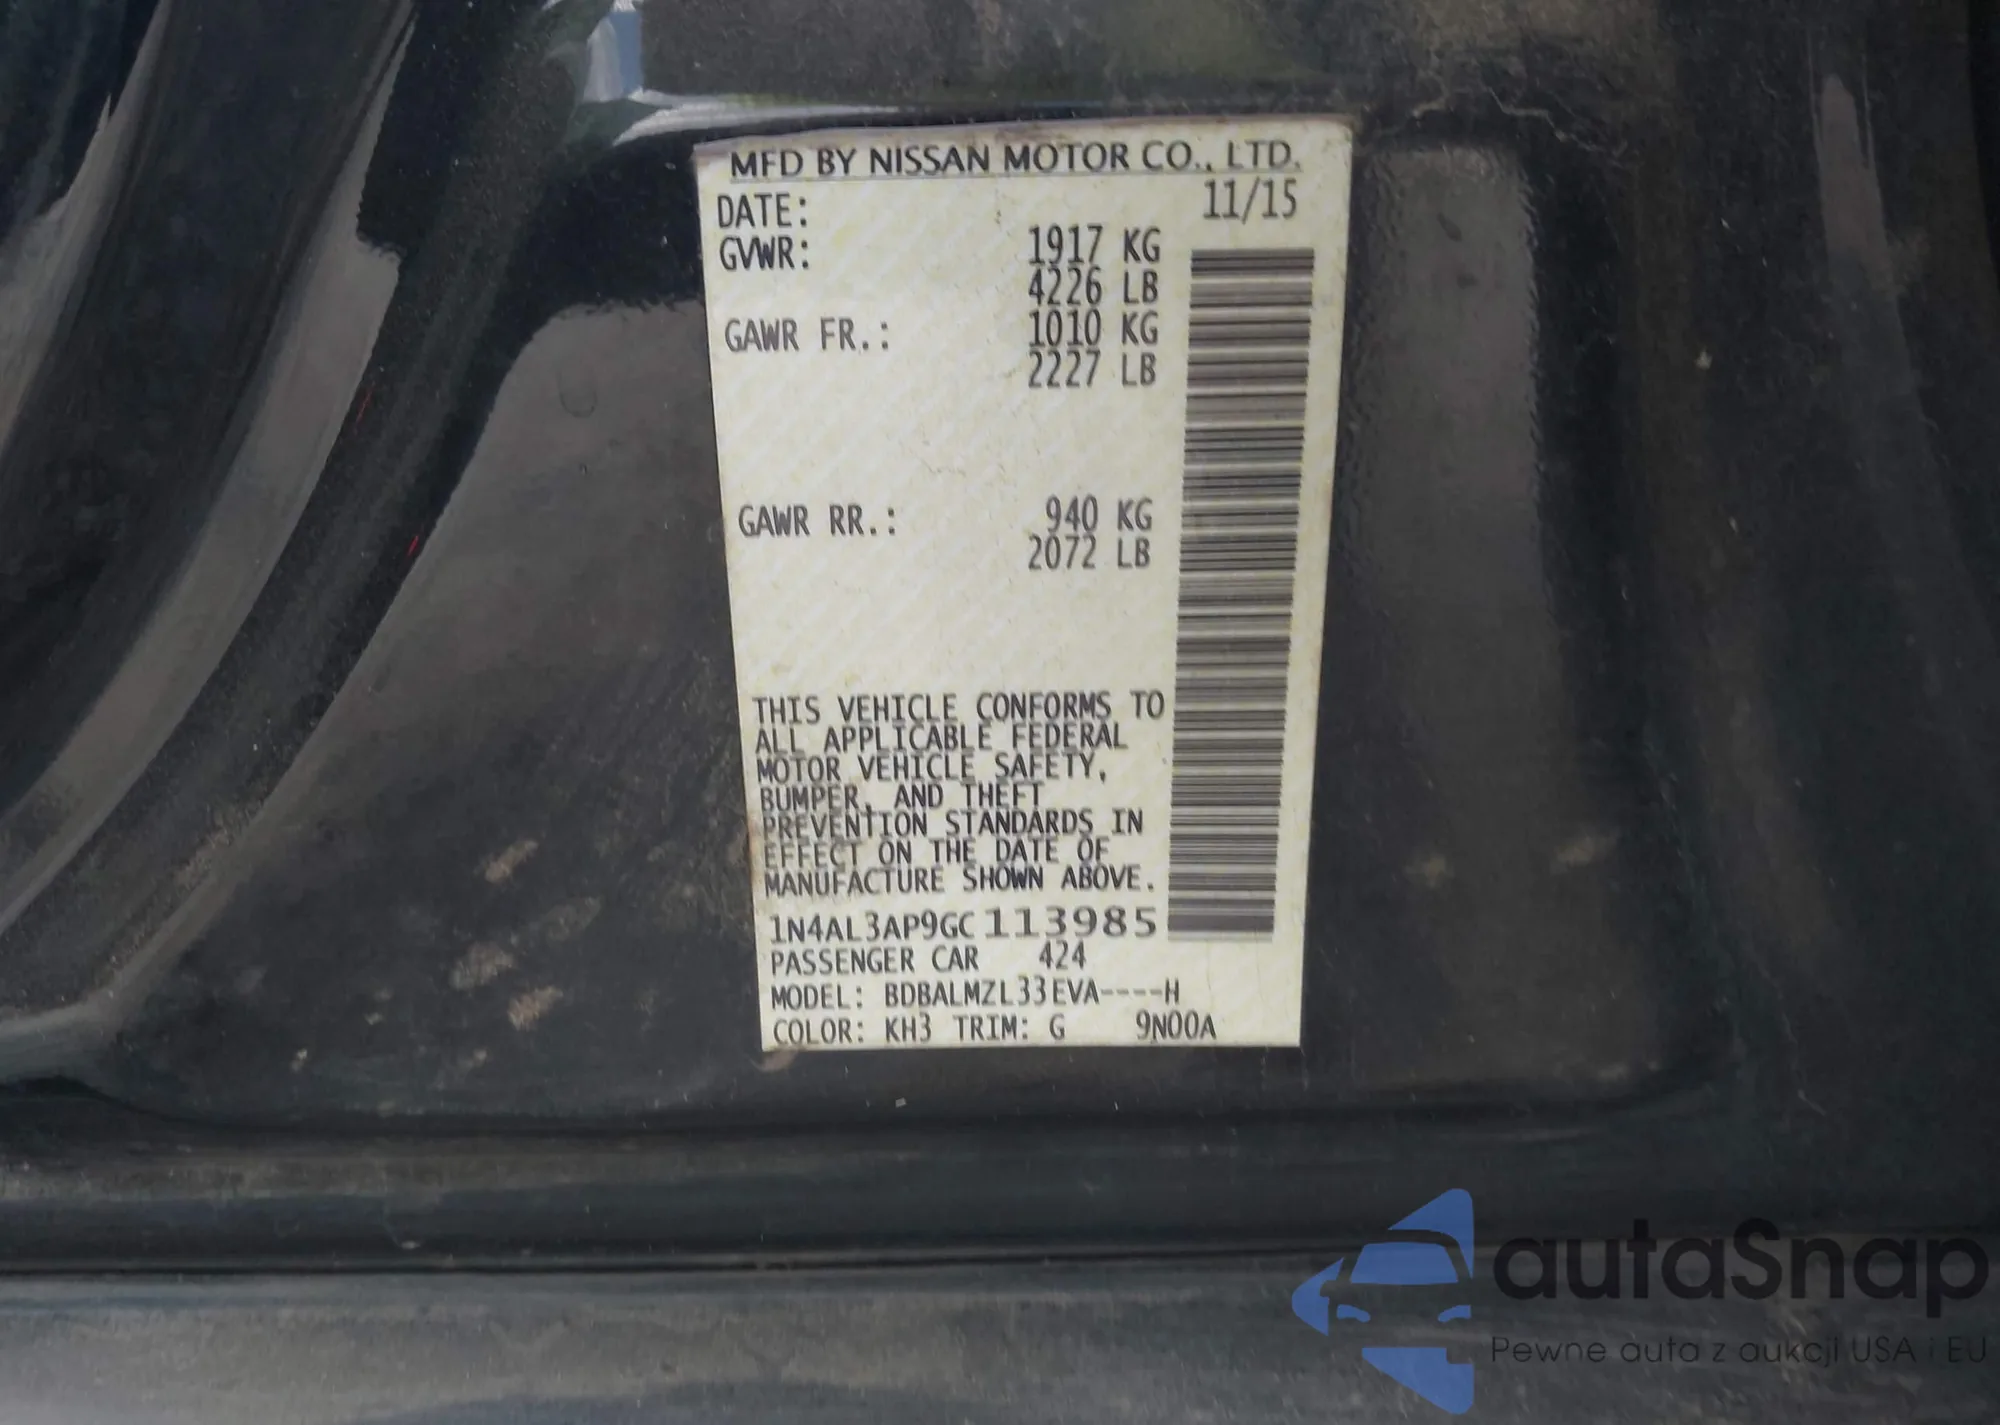 MFD BY NISSAN MOTOR CO., LTD.
DATE: 11/15
GVWR: 1917 KG
4226 LB
GAWR FR.: 1010 KG
2227 LB
GAWR RR.: 940 KG
2072 LB
THIS VEHICLE CONFORMS TO
ALL APPLICABLE FEDERAL
MOTOR VEHICLE SAFETY,
BUMPER, AND THEFT
PREVENTION STANDARDS IN
EFFECT ON THE DATE OF
MANUFACTURE SHOWN ABOVE.
1N4AL3AP9GC113985
PASSENGER CAR 424
MODEL: BDBALMZL33EVA----H
COLOR: KH3 TRIM: G 9N00A
autaSnap
Pewne auta z aukcji USA i EU